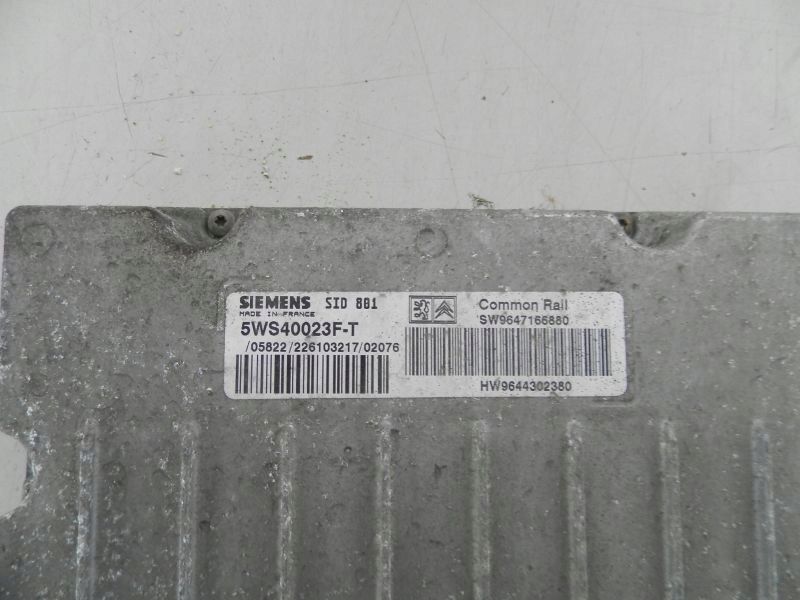 SIEMENS SID 801
MADE IN FRANCE
5WS40023F-T
/05822/226103217/02076
Common Rail
SW9647166880
HW9644302380